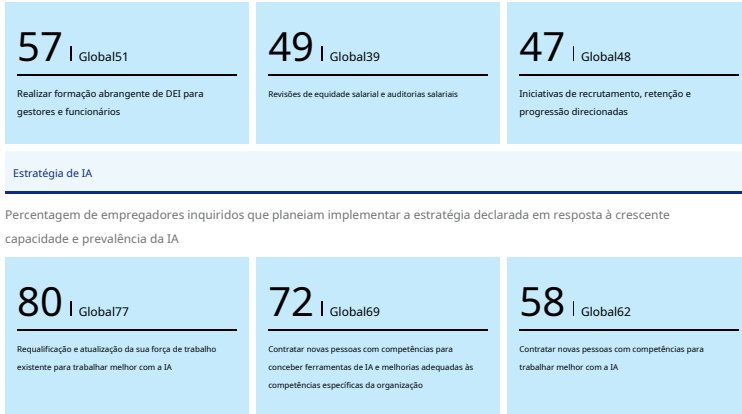 57 | Global51
Realizar formação abrangente de DEI para
gestores e funcionários
49 | Global39
Revisões de equidade salarial e auditorias salariais
47 | Global48
Iniciativas de recrutamento, retenção e
progressão direcionadas
Estratégia de IA
Percentagem de empregadores inquiridos que planeiam implementar a estratégia declarada em resposta à crescente
capacidade e prevalência da IA
80 | Global77
Requalificação e atualização da sua força de trabalho
existente para trabalhar melhor com a IA
72 | Global69
Contratar novas pessoas com competências para
conceber ferramentas de IA e melhorias adequadas às
competências específicas da organização
58 | Global62
Contratar novas pessoas com competências para
trabalhar melhor com a IA